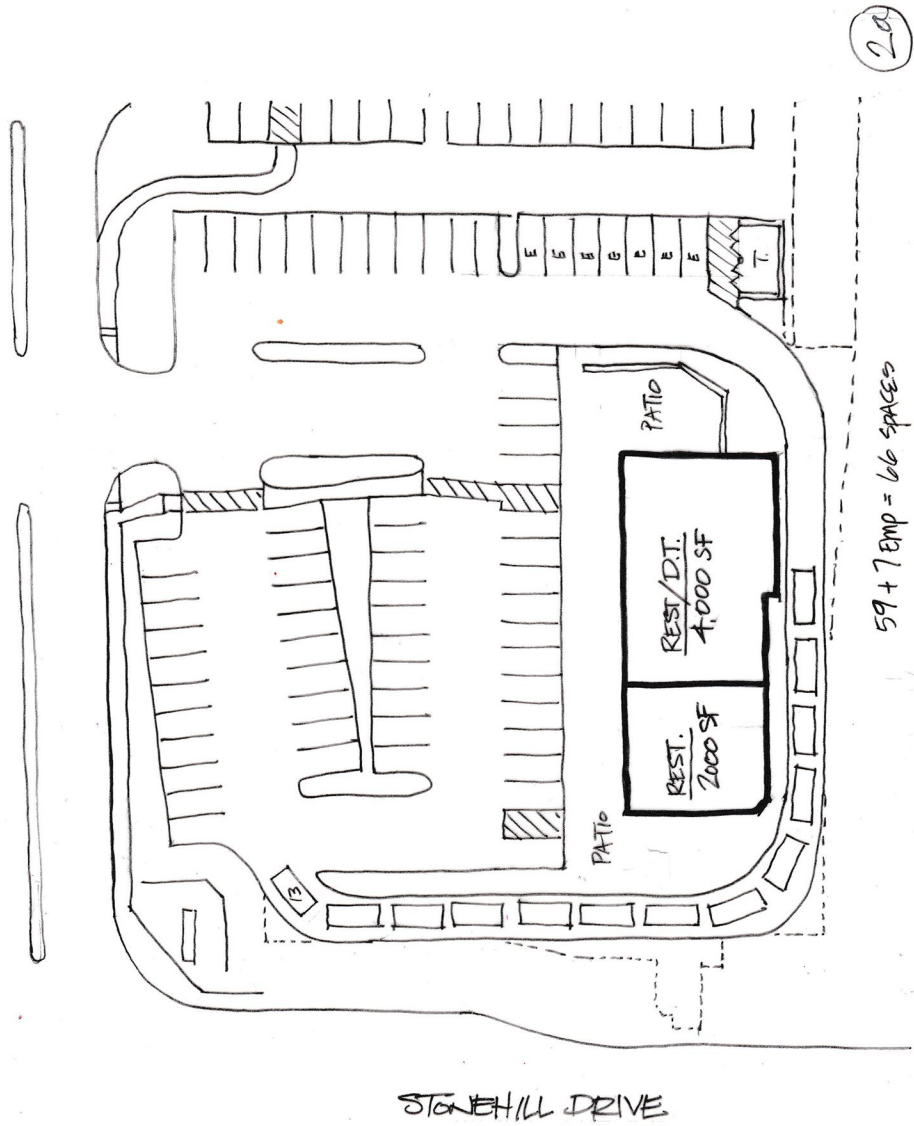 2a
E
E
E
E
E
E
E
T.
PATIO
REST/D.T.
4,000 SF
REST.
2000 SF
PATIO
13
59 + 7 EMP = 66 SPACES
STONEHILL DRIVE